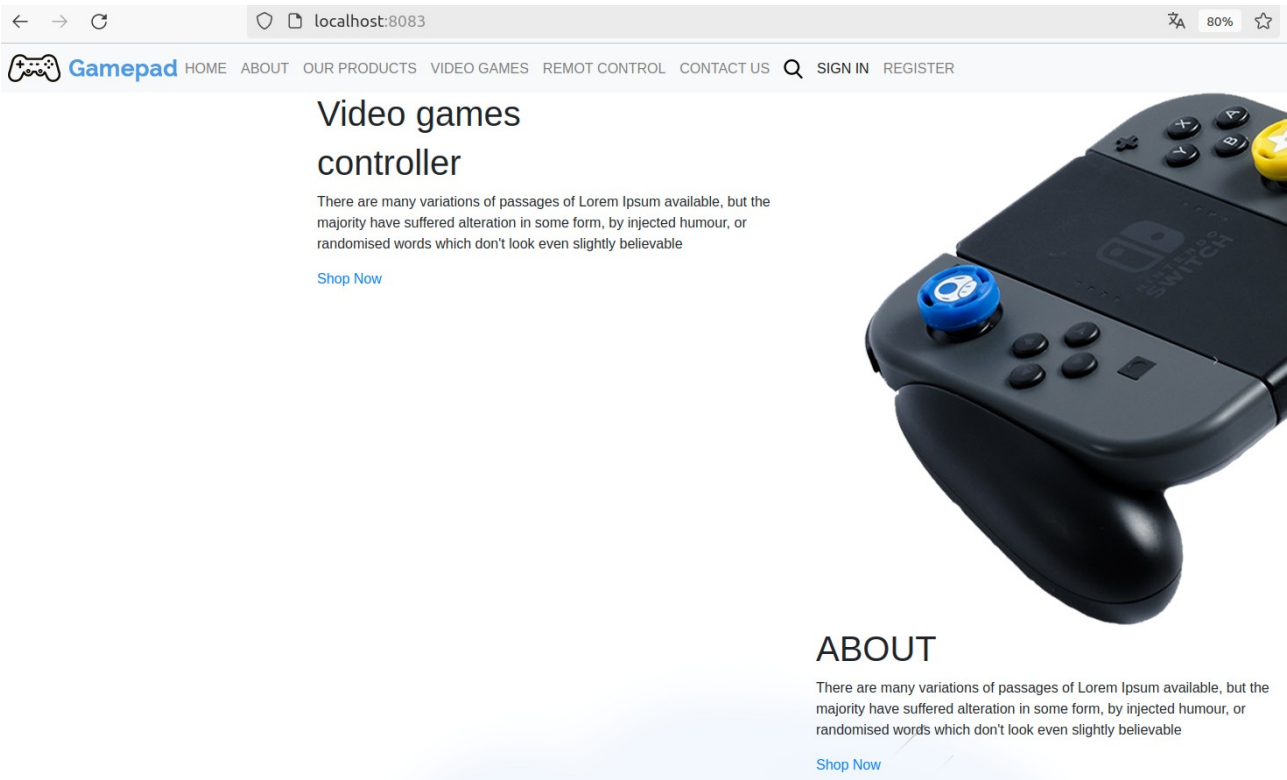 localhost:8083
80%
Gamepad HOME ABOUT OUR PRODUCTS VIDEO GAMES REMOT CONTROL CONTACT US SIGN IN REGISTER
Video games
controller
There are many variations of passages of Lorem Ipsum available, but the
majority have suffered alteration in some form, by injected humour, or
randomised words which don't look even slightly believable
Shop Now
X
A
Y
B
NINTENDO
SWITCH
ABOUT
There are many variations of passages of Lorem Ipsum available, but the
majority have suffered alteration in some form, by injected humour, or
randomised words which don't look even slightly believable
Shop Now